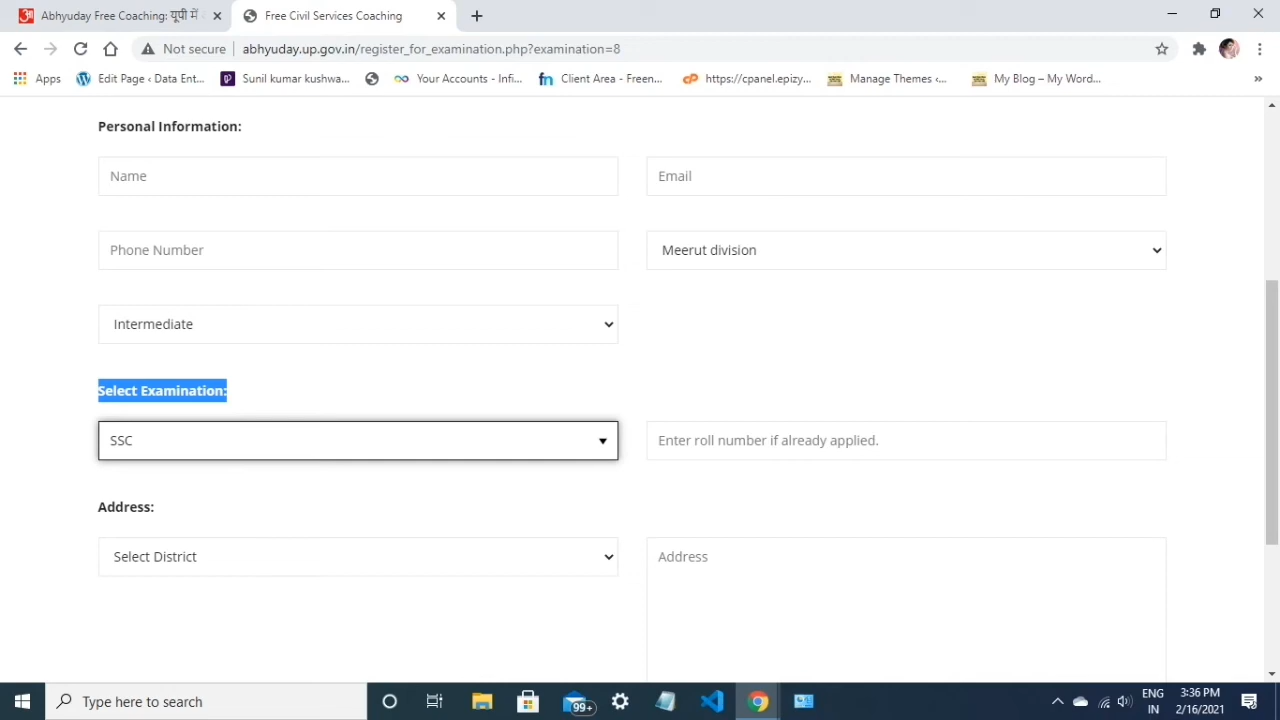 Abhyuday Free Coaching: यूपी में
Free Civil Services Coaching
Not secure
abhyuday.up.gov.in/register_for_examination.php?examination=8
Apps
Edit Page ‹ Data Ent...
Sunil kumar kushwa...
Your Accounts - Infi...
Client Area - Freen...
https://cpanel.epizy...
Manage Themes ‹...
My Blog – My Word...
»
Personal Information:
Name
Email
Phone Number
Meerut division
Intermediate
Select Examination:
SSC
Enter roll number if already applied.
Address:
Select District
Address
Type here to search
99+
ENG
IN
3:36 PM
2/16/2021